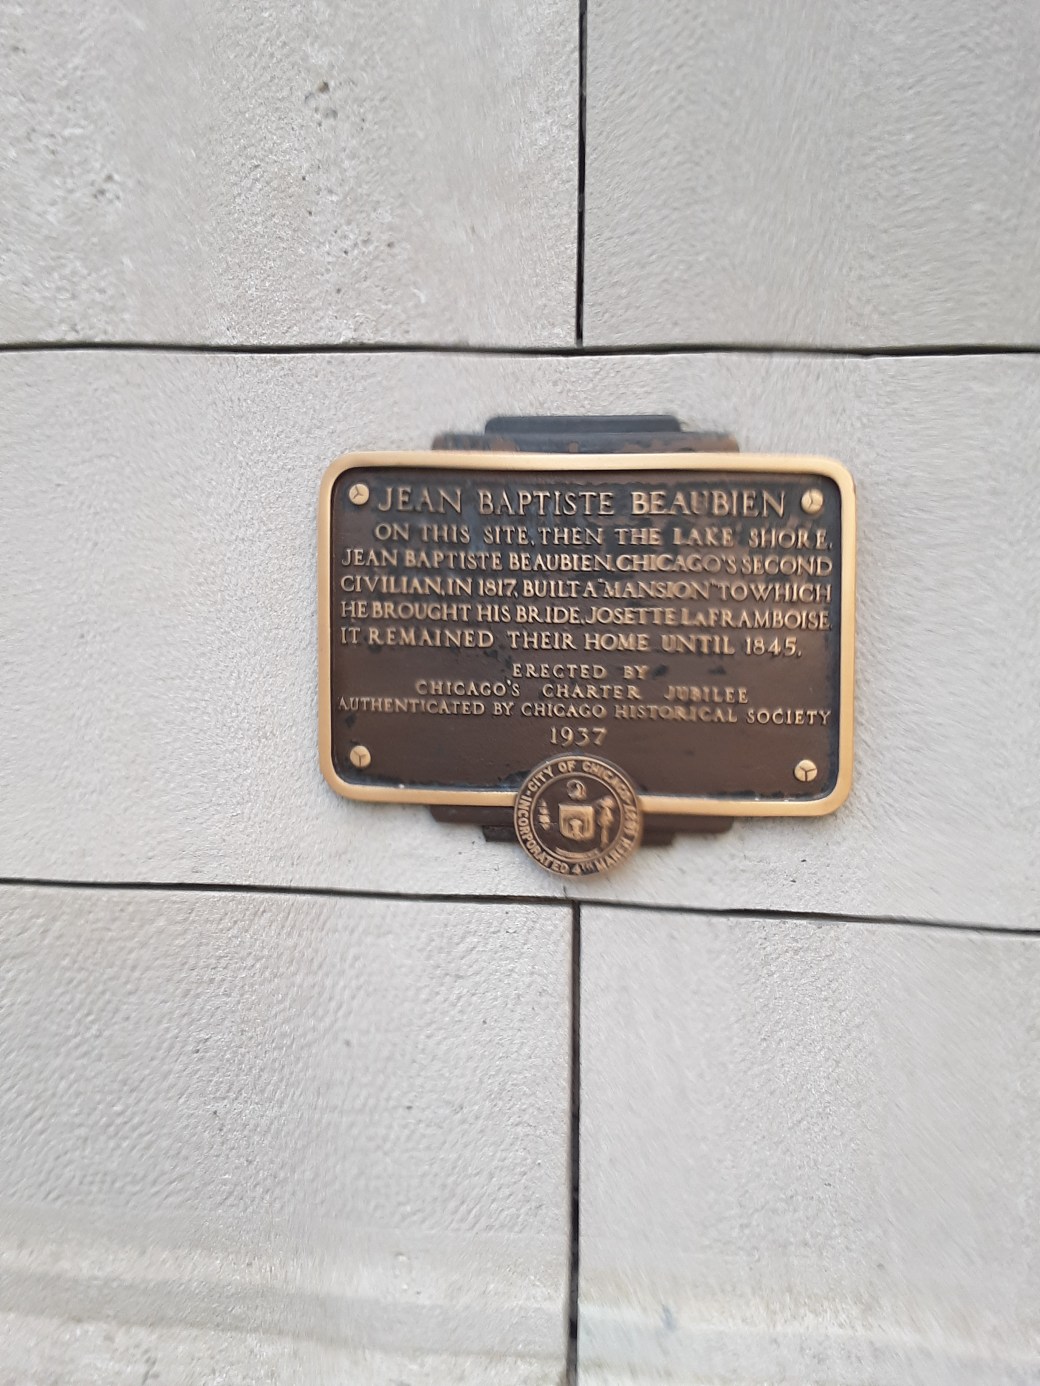 JEAN BAPTISTE BEAUBIEN
ON THIS SITE, THEN THE LAKE SHORE,
JEAN BAPTISTE BEAUBIEN, CHICAGO'S SECOND
CIVILIAN, IN 1817, BUILT A "MANSION" TO WHICH
HE BROUGHT HIS BRIDE, JOSETTE LAFRAMBOISE.
IT REMAINED THEIR HOME UNTIL 1845.
ERECTED BY
CHICAGO'S CHARTER JUBILEE
AUTHENTICATED BY CHICAGO HISTORICAL SOCIETY
1937
CITY OF CHICAGO
INCORPORATED 4TH MARCH 1837